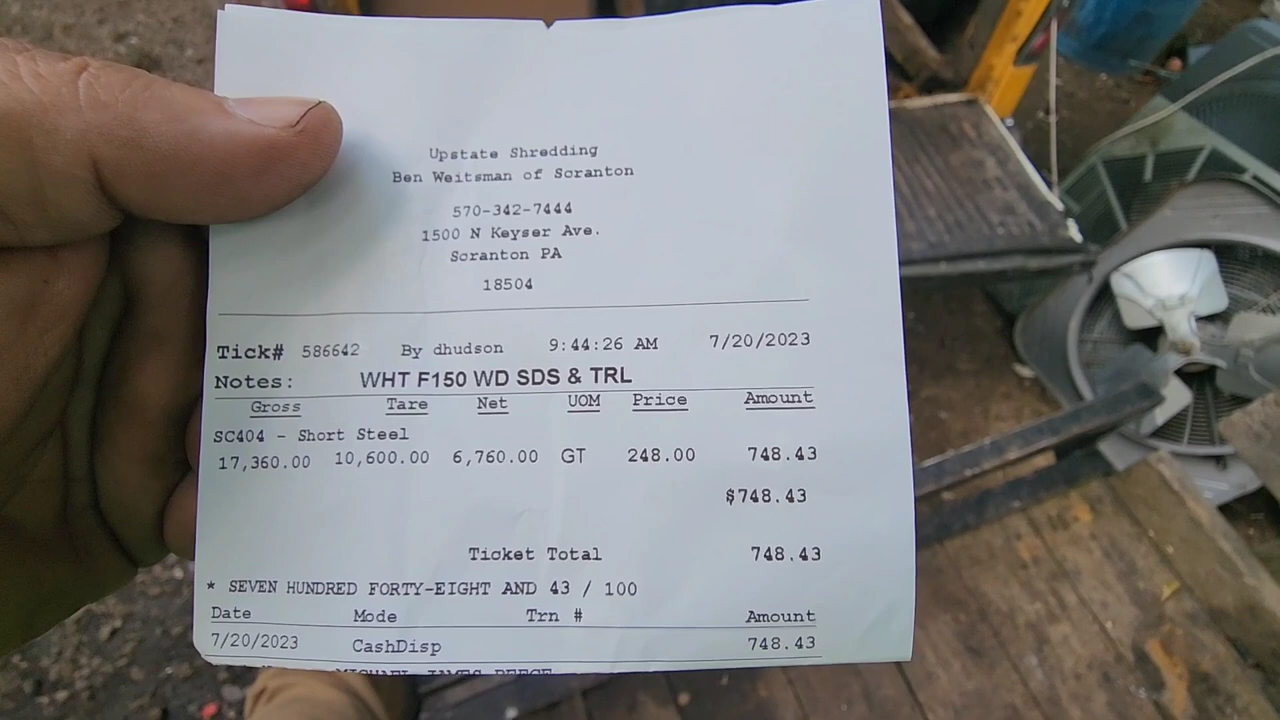 Upstate Shredding
Ben Weitsman of Scranton
570-342-7444
1500 N Keyser Ave.
Scranton PA
18504
Tick# 586642 By dhudson 9:44:26 AM 7/20/2023
Notes: WHT F150 WD SDS & TRL
Gross Tare Net UOM Price Amount
SC404 - Short Steel
17,360.00 10,600.00 6,760.00 GT 248.00 748.43
$748.43
Ticket Total 748.43
* SEVEN HUNDRED FORTY-EIGHT AND 43 / 100
Date Mode Trn # Amount
7/20/2023 CashDisp 748.43
MICHAEL JAMES